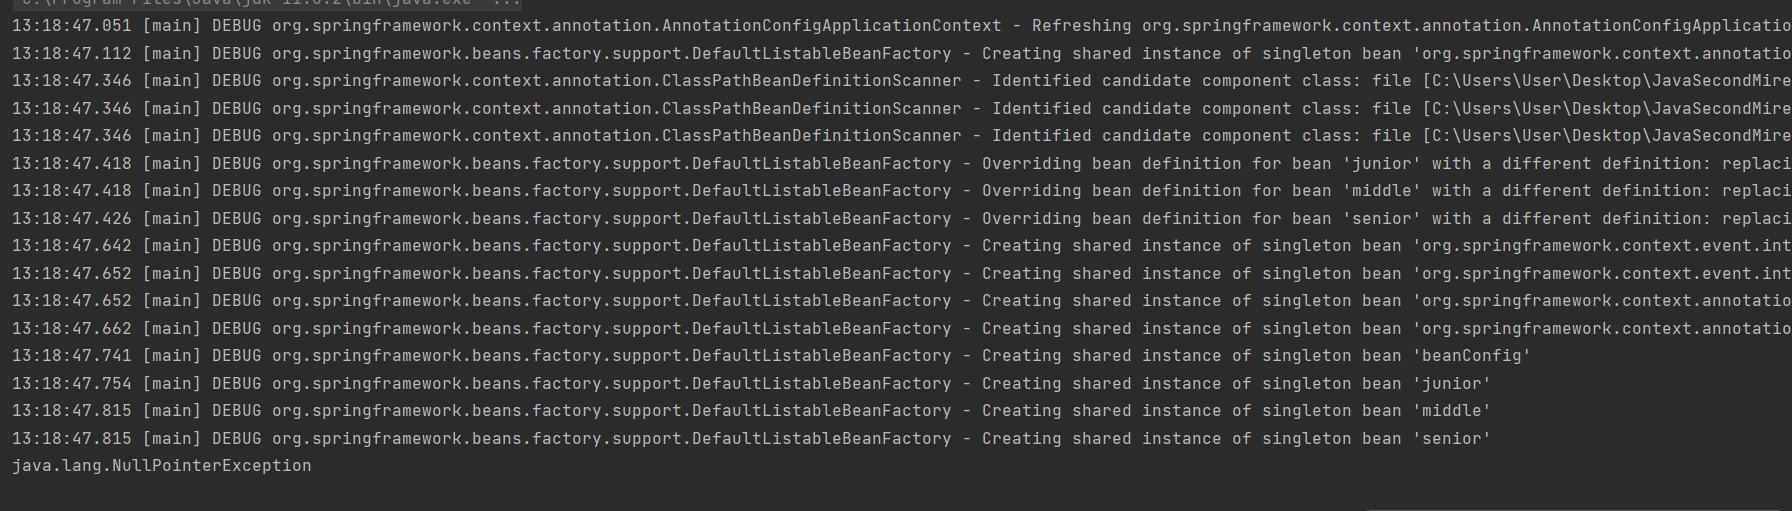 C:\Program Files\Java\jdk-11.0.2\bin\java.exe" ...
13:18:47.051 [main] DEBUG org.springframework.context.annotation.AnnotationConfigApplicationContext - Refreshing org.springframework.context.annotation.AnnotationConfigApplicatio
13:18:47.112 [main] DEBUG org.springframework.beans.factory.support.DefaultListableBeanFactory - Creating shared instance of singleton bean 'org.springframework.context.annotatio
13:18:47.346 [main] DEBUG org.springframework.context.annotation.ClassPathBeanDefinitionScanner - Identified candidate component class: file [C:\Users\User\Desktop\JavaSecondMire
13:18:47.346 [main] DEBUG org.springframework.context.annotation.ClassPathBeanDefinitionScanner - Identified candidate component class: file [C:\Users\User\Desktop\JavaSecondMire
13:18:47.346 [main] DEBUG org.springframework.context.annotation.ClassPathBeanDefinitionScanner - Identified candidate component class: file [C:\Users\User\Desktop\JavaSecondMire
13:18:47.418 [main] DEBUG org.springframework.beans.factory.support.DefaultListableBeanFactory - Overriding bean definition for bean 'junior' with a different definition: replaci
13:18:47.418 [main] DEBUG org.springframework.beans.factory.support.DefaultListableBeanFactory - Overriding bean definition for bean 'middle' with a different definition: replaci
13:18:47.426 [main] DEBUG org.springframework.beans.factory.support.DefaultListableBeanFactory - Overriding bean definition for bean 'senior' with a different definition: replaci
13:18:47.642 [main] DEBUG org.springframework.beans.factory.support.DefaultListableBeanFactory - Creating shared instance of singleton bean 'org.springframework.context.event.int
13:18:47.652 [main] DEBUG org.springframework.beans.factory.support.DefaultListableBeanFactory - Creating shared instance of singleton bean 'org.springframework.context.event.int
13:18:47.652 [main] DEBUG org.springframework.beans.factory.support.DefaultListableBeanFactory - Creating shared instance of singleton bean 'org.springframework.context.annotatio
13:18:47.662 [main] DEBUG org.springframework.beans.factory.support.DefaultListableBeanFactory - Creating shared instance of singleton bean 'org.springframework.context.annotatio
13:18:47.741 [main] DEBUG org.springframework.beans.factory.support.DefaultListableBeanFactory - Creating shared instance of singleton bean 'beanConfig'
13:18:47.754 [main] DEBUG org.springframework.beans.factory.support.DefaultListableBeanFactory - Creating shared instance of singleton bean 'junior'
13:18:47.815 [main] DEBUG org.springframework.beans.factory.support.DefaultListableBeanFactory - Creating shared instance of singleton bean 'middle'
13:18:47.815 [main] DEBUG org.springframework.beans.factory.support.DefaultListableBeanFactory - Creating shared instance of singleton bean 'senior'
java.lang.NullPointerException